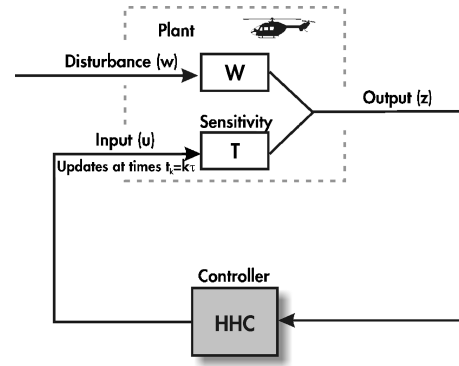 Plant
Disturbance (w)
W
Output (z)
Sensitivity
Input (u)
T
Updates at times tₖ=kτ
Controller
HHC